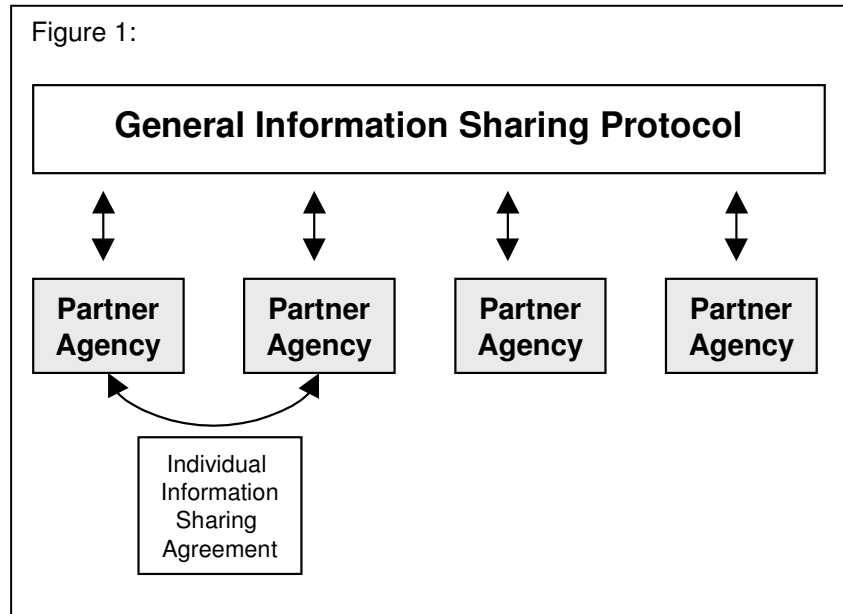 Figure 1:
General Information Sharing Protocol
Partner
Agency
Partner
Agency
Partner
Agency
Partner
Agency
Individual
Information
Sharing
Agreement